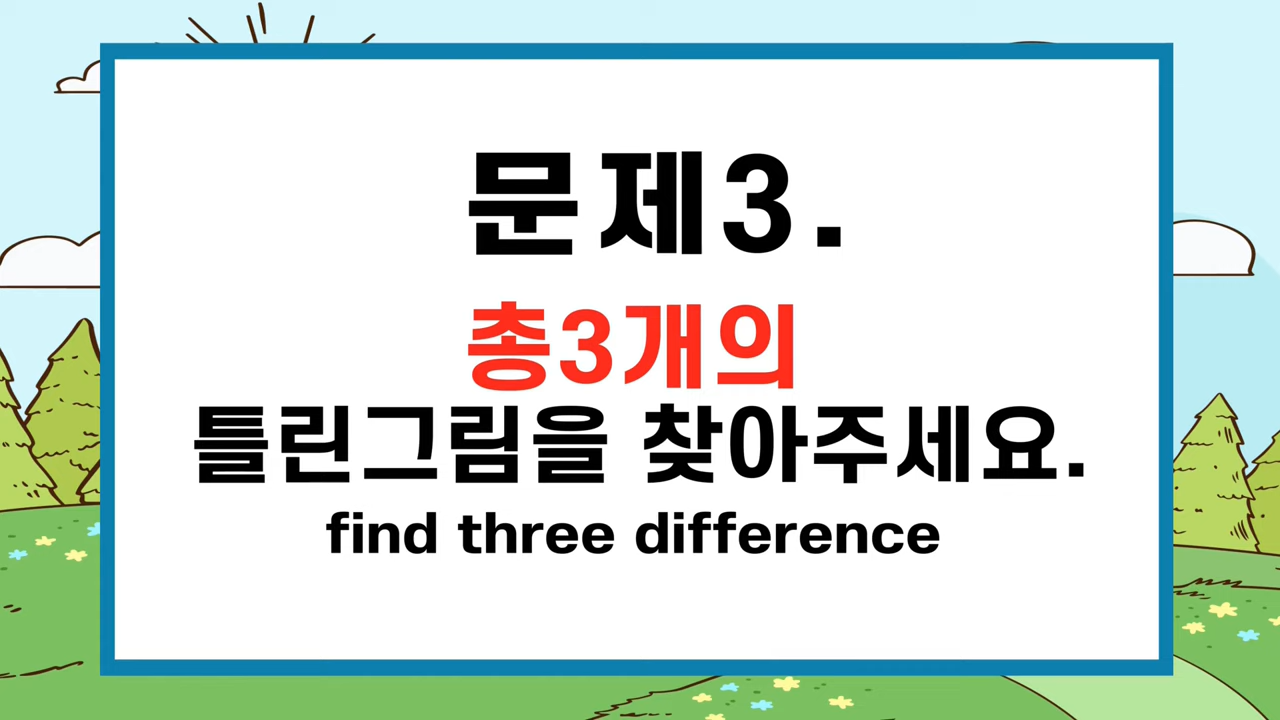 문제3.
총3개의
틀린그림을 찾아주세요.
find three difference